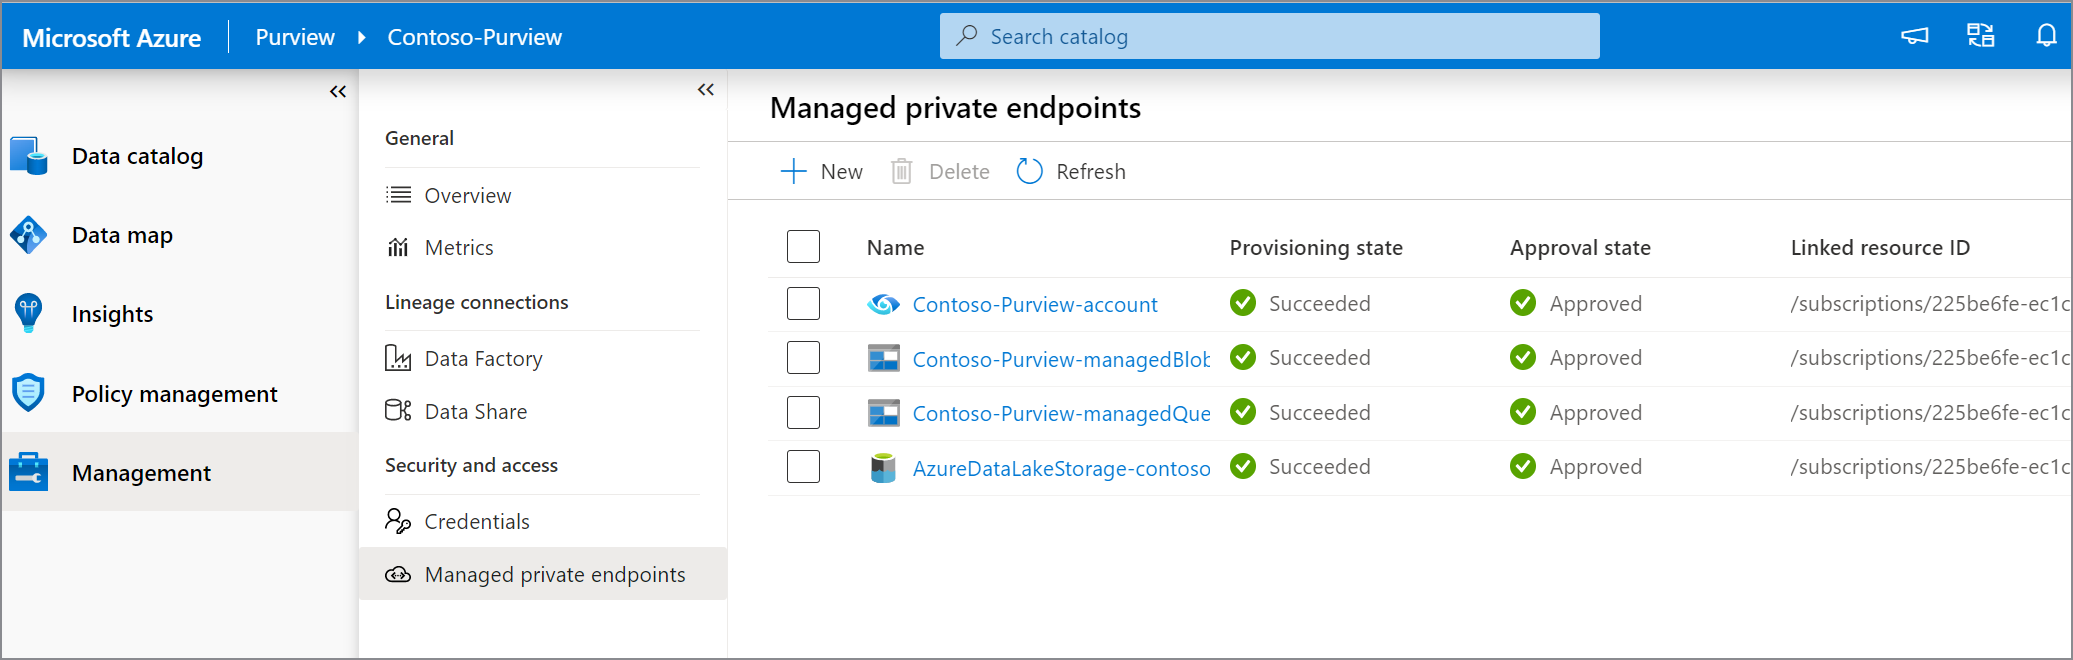 Microsoft Azure
Purview
Contoso-Purview
Search catalog
Data catalog
Data map
Insights
Policy management
Management
General
Overview
Metrics
Lineage connections
Data Factory
Data Share
Security and access
Credentials
Managed private endpoints
Managed private endpoints
New
Delete
Refresh
Name Provisioning state Approval state Linked resource ID
Contoso-Purview-account Succeeded Approved /subscriptions/225be6fe-ec1c
Contoso-Purview-managedBlob Succeeded Approved /subscriptions/225be6fe-ec1c
Contoso-Purview-managedQue Succeeded Approved /subscriptions/225be6fe-ec1c
AzureDataLakeStorage-contoso Succeeded Approved /subscriptions/225be6fe-ec1c